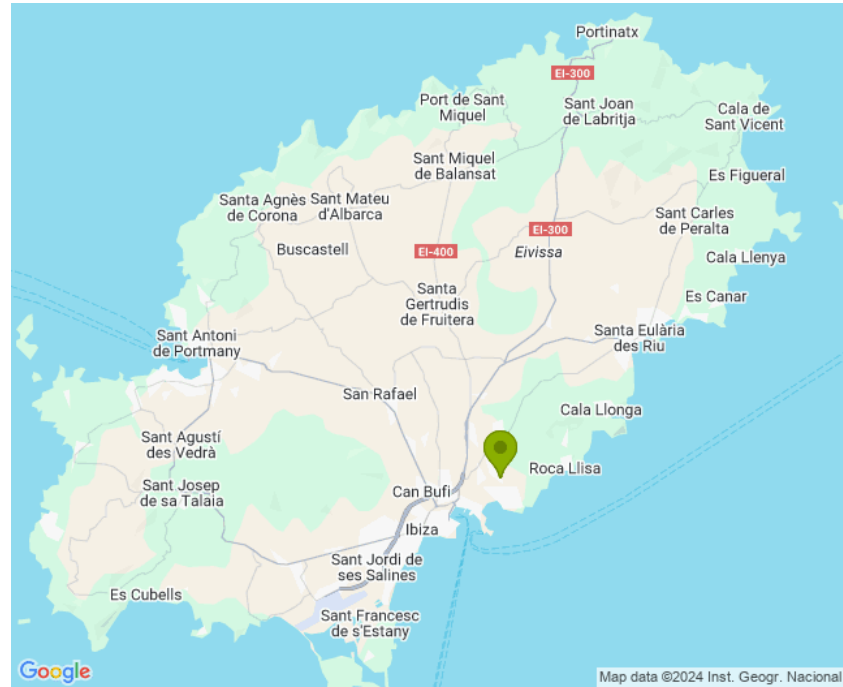 Portinatx
EI-300
Port de Sant
Miquel
Sant Joan
de Labritja
Cala de
Sant Vicent
Sant Miquel
de Balansat
Es Figueral
Santa Agnès
de Corona
Sant Mateu
d'Albarca
Sant Carles
de Peralta
EI-300
Buscastell
EI-400
Eivissa
Cala Llenya
Santa
Gertrudis
de Fruitera
Es Canar
Sant Antoni
de Portmany
Santa Eulària
des Riu
San Rafael
Cala Llonga
Sant Agustí
des Vedrà
Roca Llisa
Sant Josep
de sa Talaia
Can Bufí
Ibiza
Sant Jordi de
ses Salines
Es Cubells
Sant Francesc
de s'Estany
Google
Map data ©2024 Inst. Geogr. Nacional